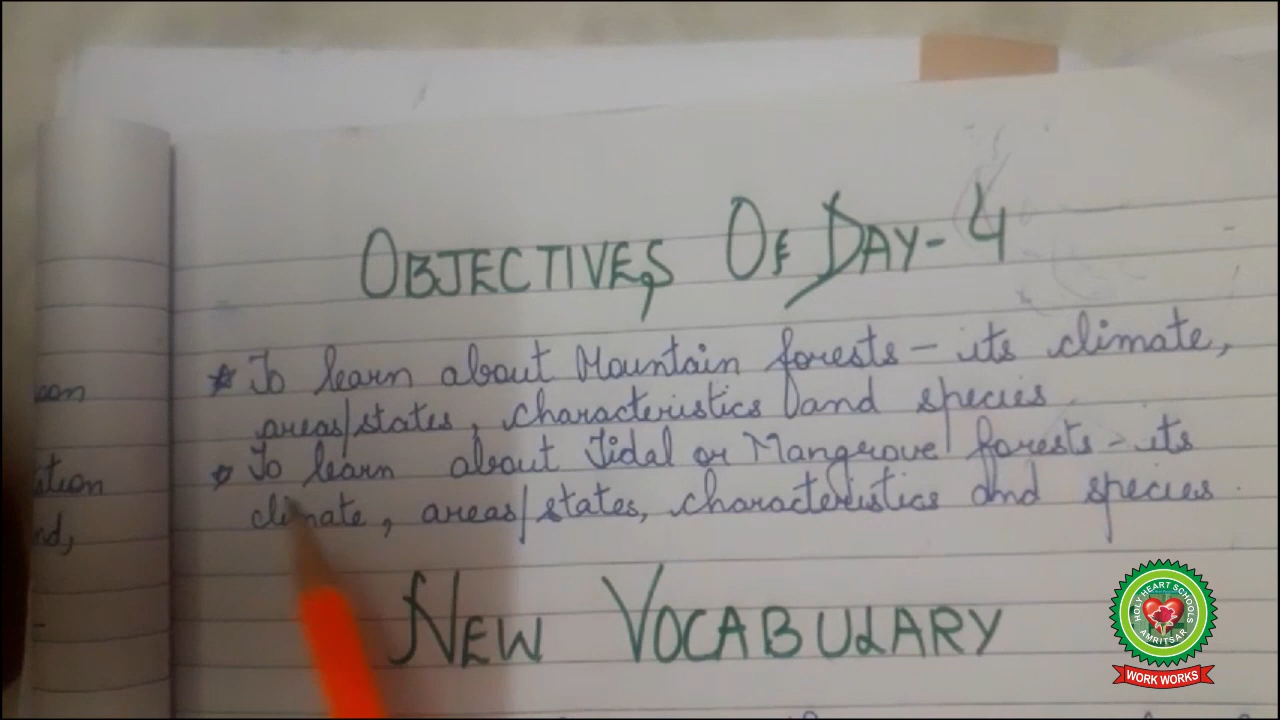 OBJECTIVES OF DAY-4
* To learn about Mountain forests - its climate,
areas/states, characteristics and species.
* To learn about Tidal or Mangrove forests - its
climate, areas/states, characteristics and species.
NEW VOCABULARY
ition
nd,
HOLY HEART SCHOOLS
AMRITSAR
WORK WORKS